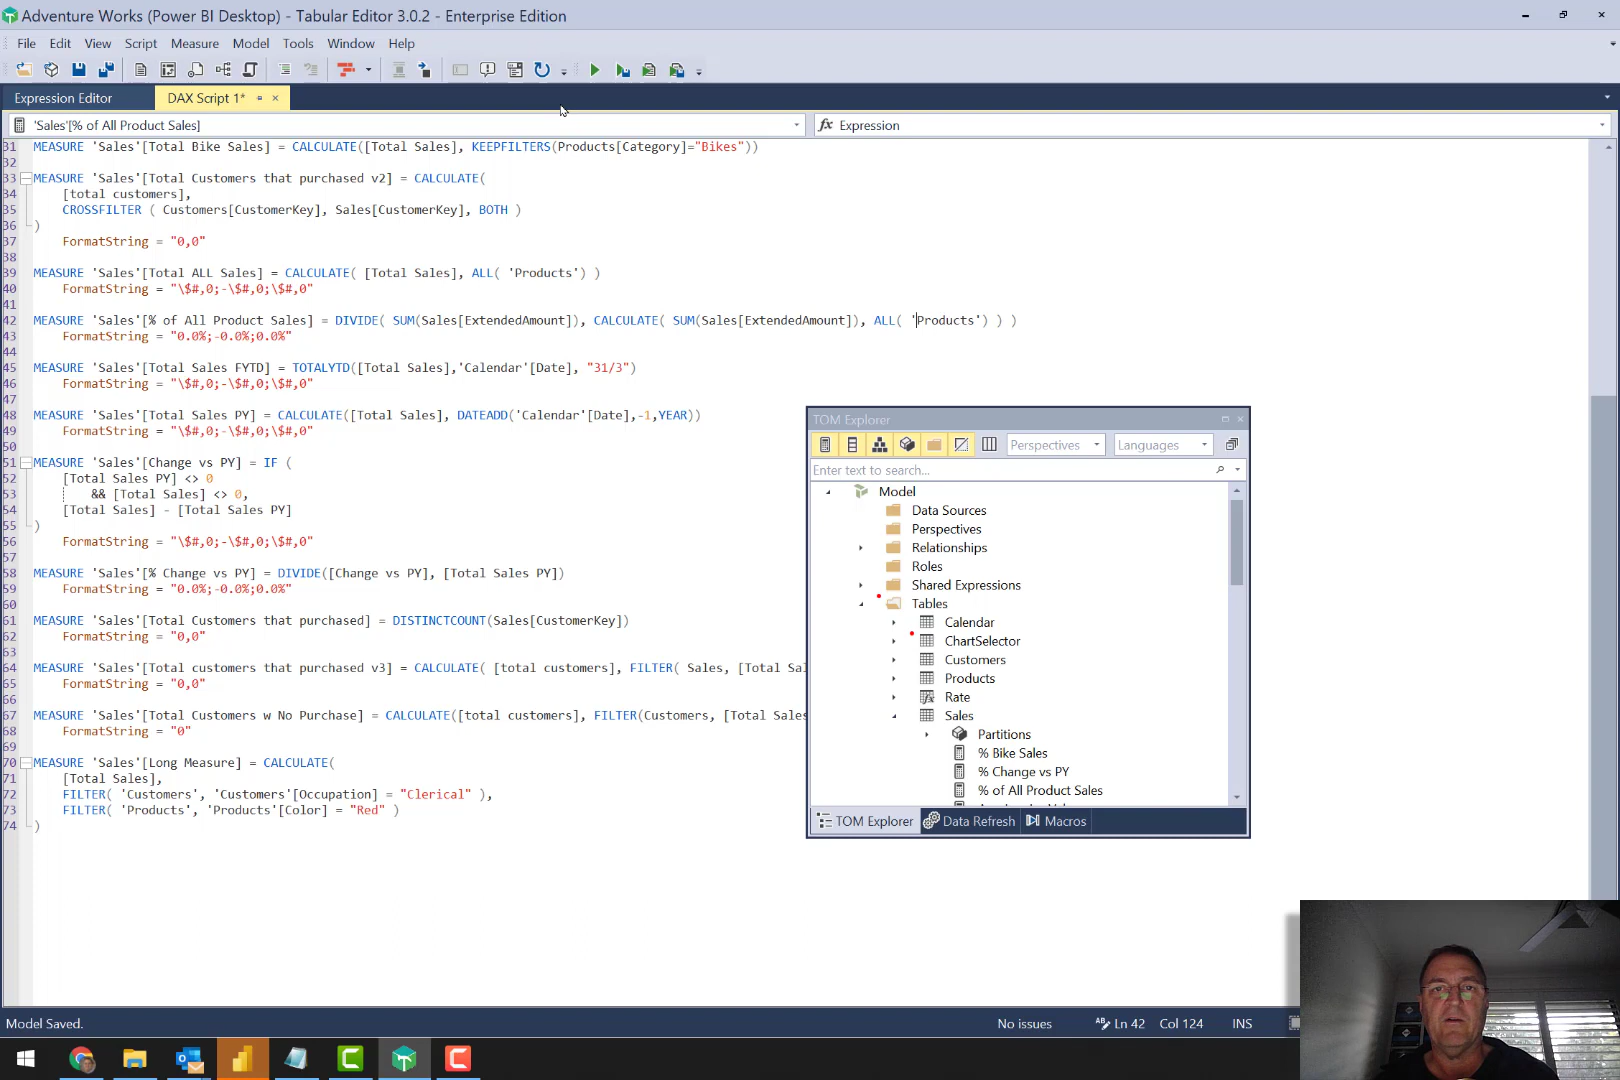 Adventure Works (Power BI Desktop) - Tabular Editor 3.0.2 - Enterprise Edition
File Edit View Script Measure Model Tools Window Help
Expression Editor DAX Script 1*
'Sales'[% of All Product Sales] fx Expression
31 MEASURE 'Sales'[Total Bike Sales] = CALCULATE([Total Sales], KEEPFILTERS(Products[Category]="Bikes"))
32
33 MEASURE 'Sales'[Total Customers that purchased v2] = CALCULATE(
34 [total customers],
35 CROSSFILTER ( Customers[CustomerKey], Sales[CustomerKey], BOTH )
36 )
37 FormatString = "0,0"
38
39 MEASURE 'Sales'[Total ALL Sales] = CALCULATE( [Total Sales], ALL( 'Products') )
40 FormatString = "\$#,0;-\$#,0;\$#,0"
41
42 MEASURE 'Sales'[% of All Product Sales] = DIVIDE( SUM(Sales[ExtendedAmount]), CALCULATE( SUM(Sales[ExtendedAmount]), ALL( 'Products') ) )
43 FormatString = "0.0%;-0.0%;0.0%"
44
45 MEASURE 'Sales'[Total Sales FYTD] = TOTALYTD([Total Sales],'Calendar'[Date], "31/3")
46 FormatString = "\$#,0;-\$#,0;\$#,0"
47
48 MEASURE 'Sales'[Total Sales PY] = CALCULATE([Total Sales], DATEADD('Calendar'[Date],-1,YEAR))
49 FormatString = "\$#,0;-\$#,0;\$#,0"
50
51 MEASURE 'Sales'[Change vs PY] = IF (
52 [Total Sales PY] <> 0
53 && [Total Sales] <> 0,
54 [Total Sales] - [Total Sales PY]
55 )
56 FormatString = "\$#,0;-\$#,0;\$#,0"
57
58 MEASURE 'Sales'[% Change vs PY] = DIVIDE([Change vs PY], [Total Sales PY])
59 FormatString = "0.0%;-0.0%;0.0%"
60
61 MEASURE 'Sales'[Total Customers that purchased] = DISTINCTCOUNT(Sales[CustomerKey])
62 FormatString = "0,0"
63
64 MEASURE 'Sales'[Total customers that purchased v3] = CALCULATE( [total customers], FILTER( Sales, [Total Sal
65 FormatString = "0,0"
66
67 MEASURE 'Sales'[Total Customers w No Purchase] = CALCULATE([total customers], FILTER(Customers, [Total Sales
68 FormatString = "0"
69
70 MEASURE 'Sales'[Long Measure] = CALCULATE(
71 [Total Sales],
72 FILTER( 'Customers', 'Customers'[Occupation] = "Clerical" ),
73 FILTER( 'Products', 'Products'[Color] = "Red" )
74 )
TOM Explorer
Perspectives Languages
Enter text to search...
Model
Data Sources
Perspectives
Relationships
Roles
Shared Expressions
Tables
Calendar
ChartSelector
Customers
Products
Rate
Sales
Partitions
% Bike Sales
% Change vs PY
% of All Product Sales
TOM Explorer Data Refresh Macros
Model Saved. No issues Ln 42 Col 124 INS